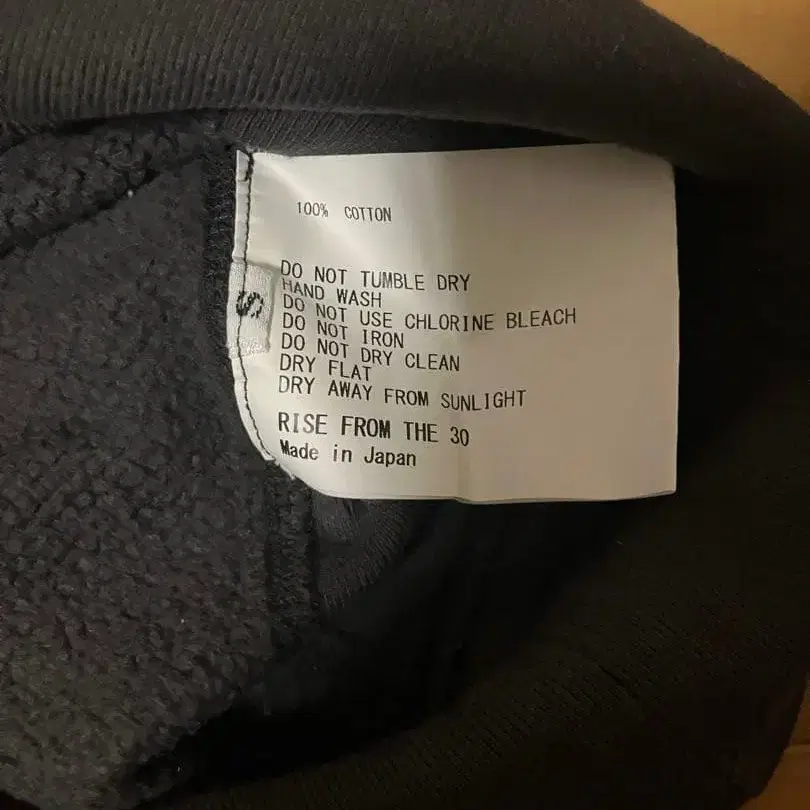 100% COTTON
DO NOT TUMBLE DRY
HAND WASH
DO NOT USE CHLORINE BLEACH
DO NOT IRON
DO NOT DRY CLEAN
DRY FLAT
DRY AWAY FROM SUNLIGHT
RISE FROM THE 30
Made in Japan
S